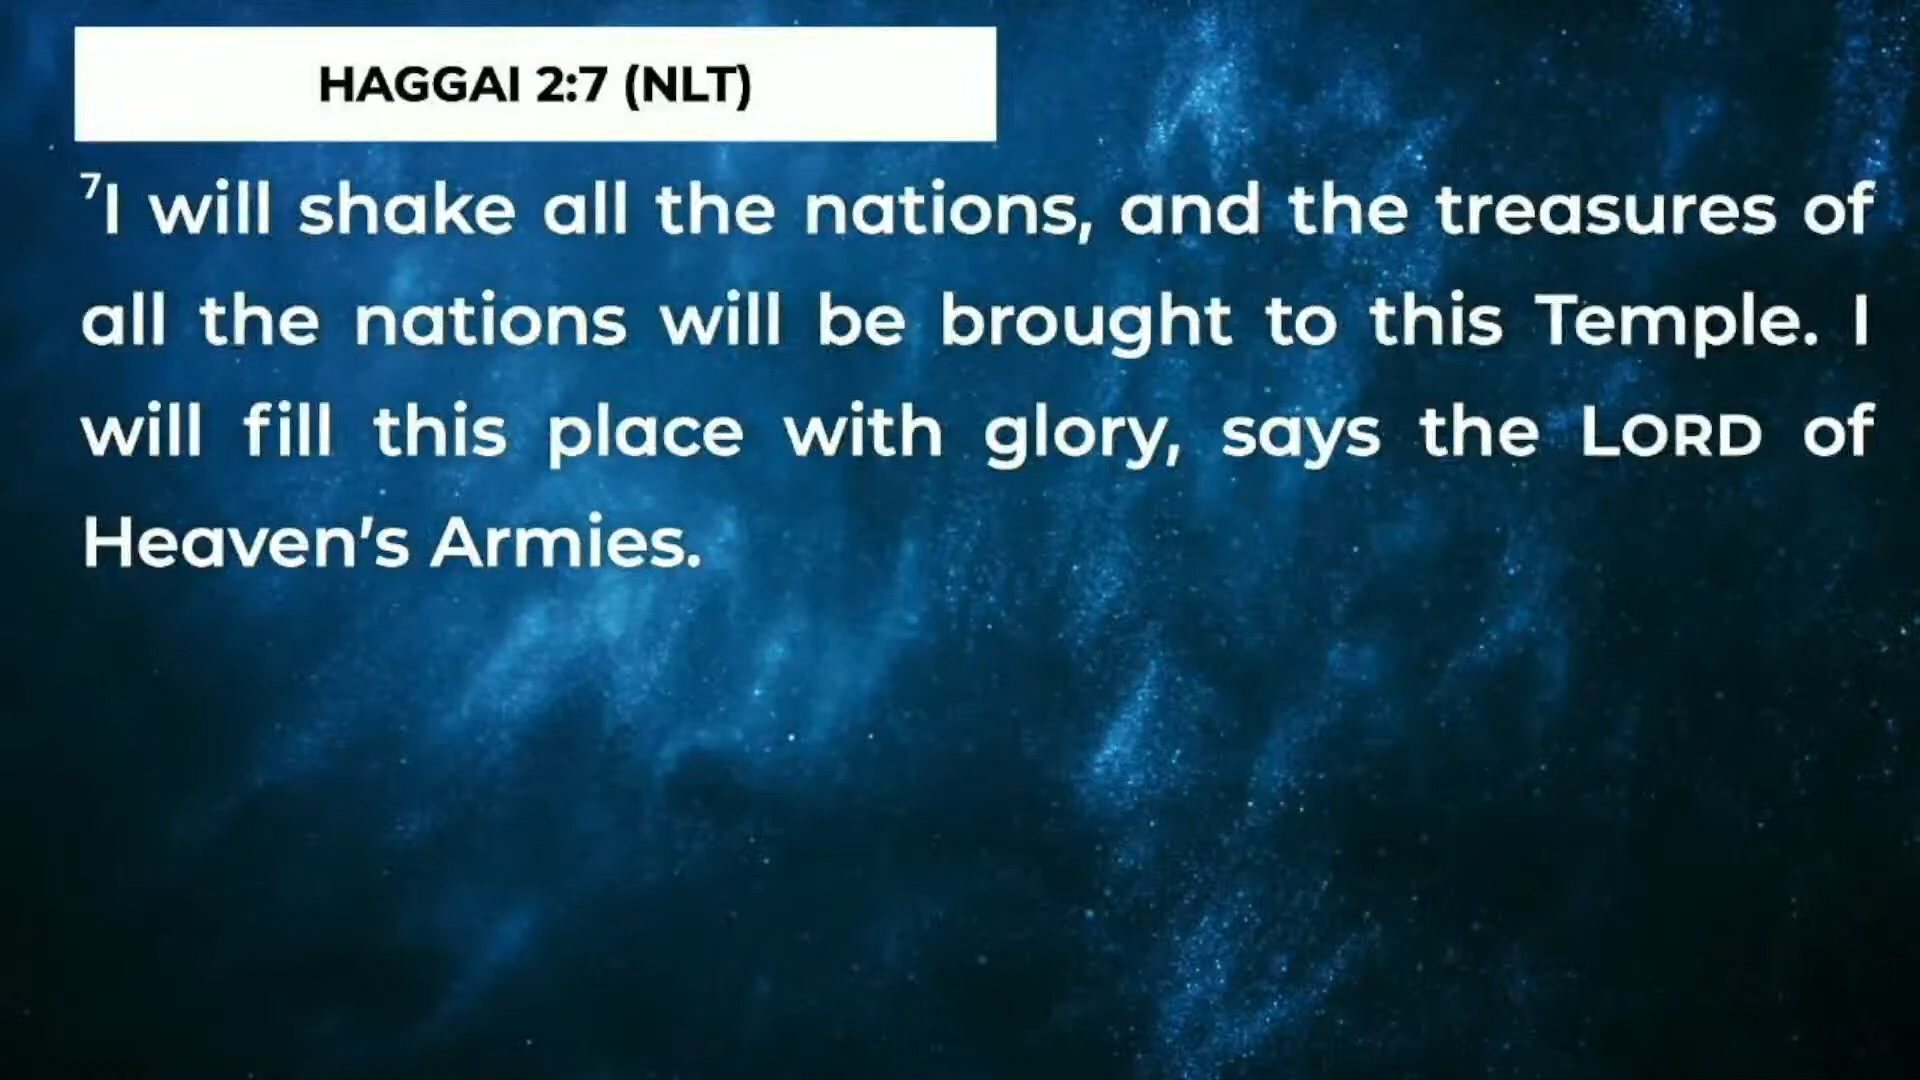 HAGGAI 2:7 (NLT)
⁷I will shake all the nations, and the treasures of
all the nations will be brought to this Temple. I
will fill this place with glory, says the LORD of
Heaven's Armies.